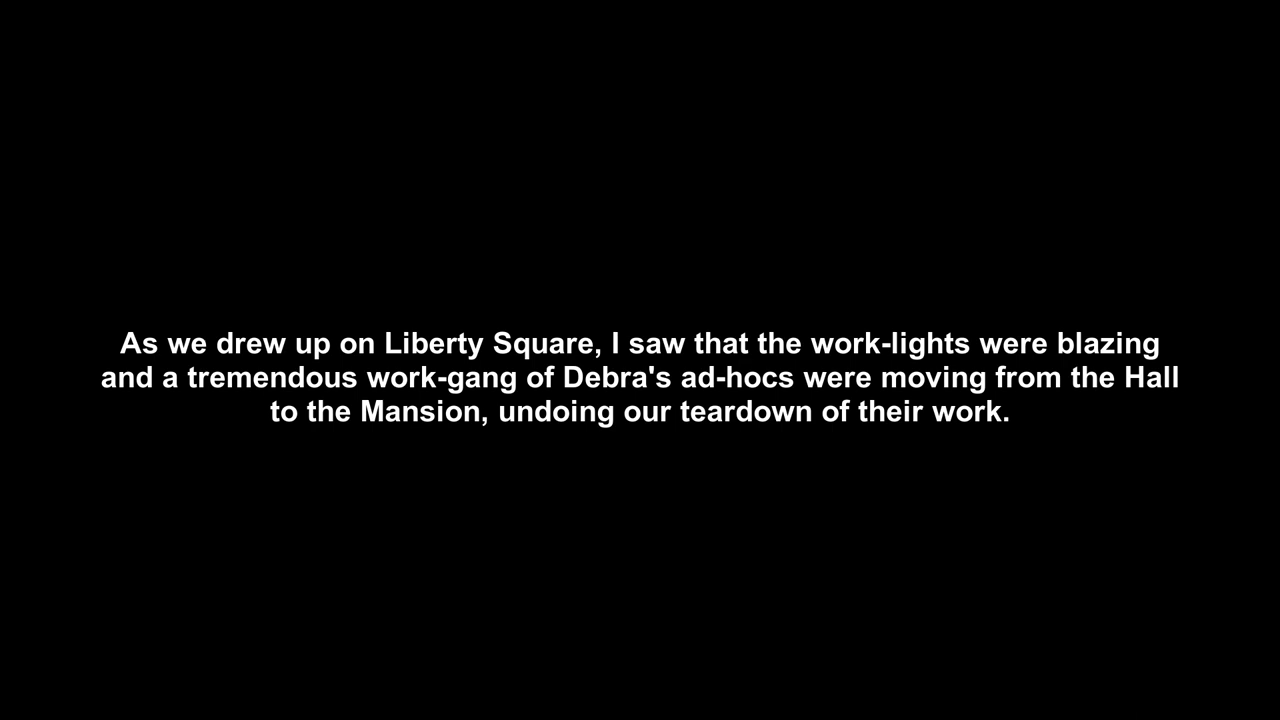 As we drew up on Liberty Square, I saw that the work-lights were blazing
and a tremendous work-gang of Debra's ad-hocs were moving from the Hall
to the Mansion, undoing our teardown of their work.